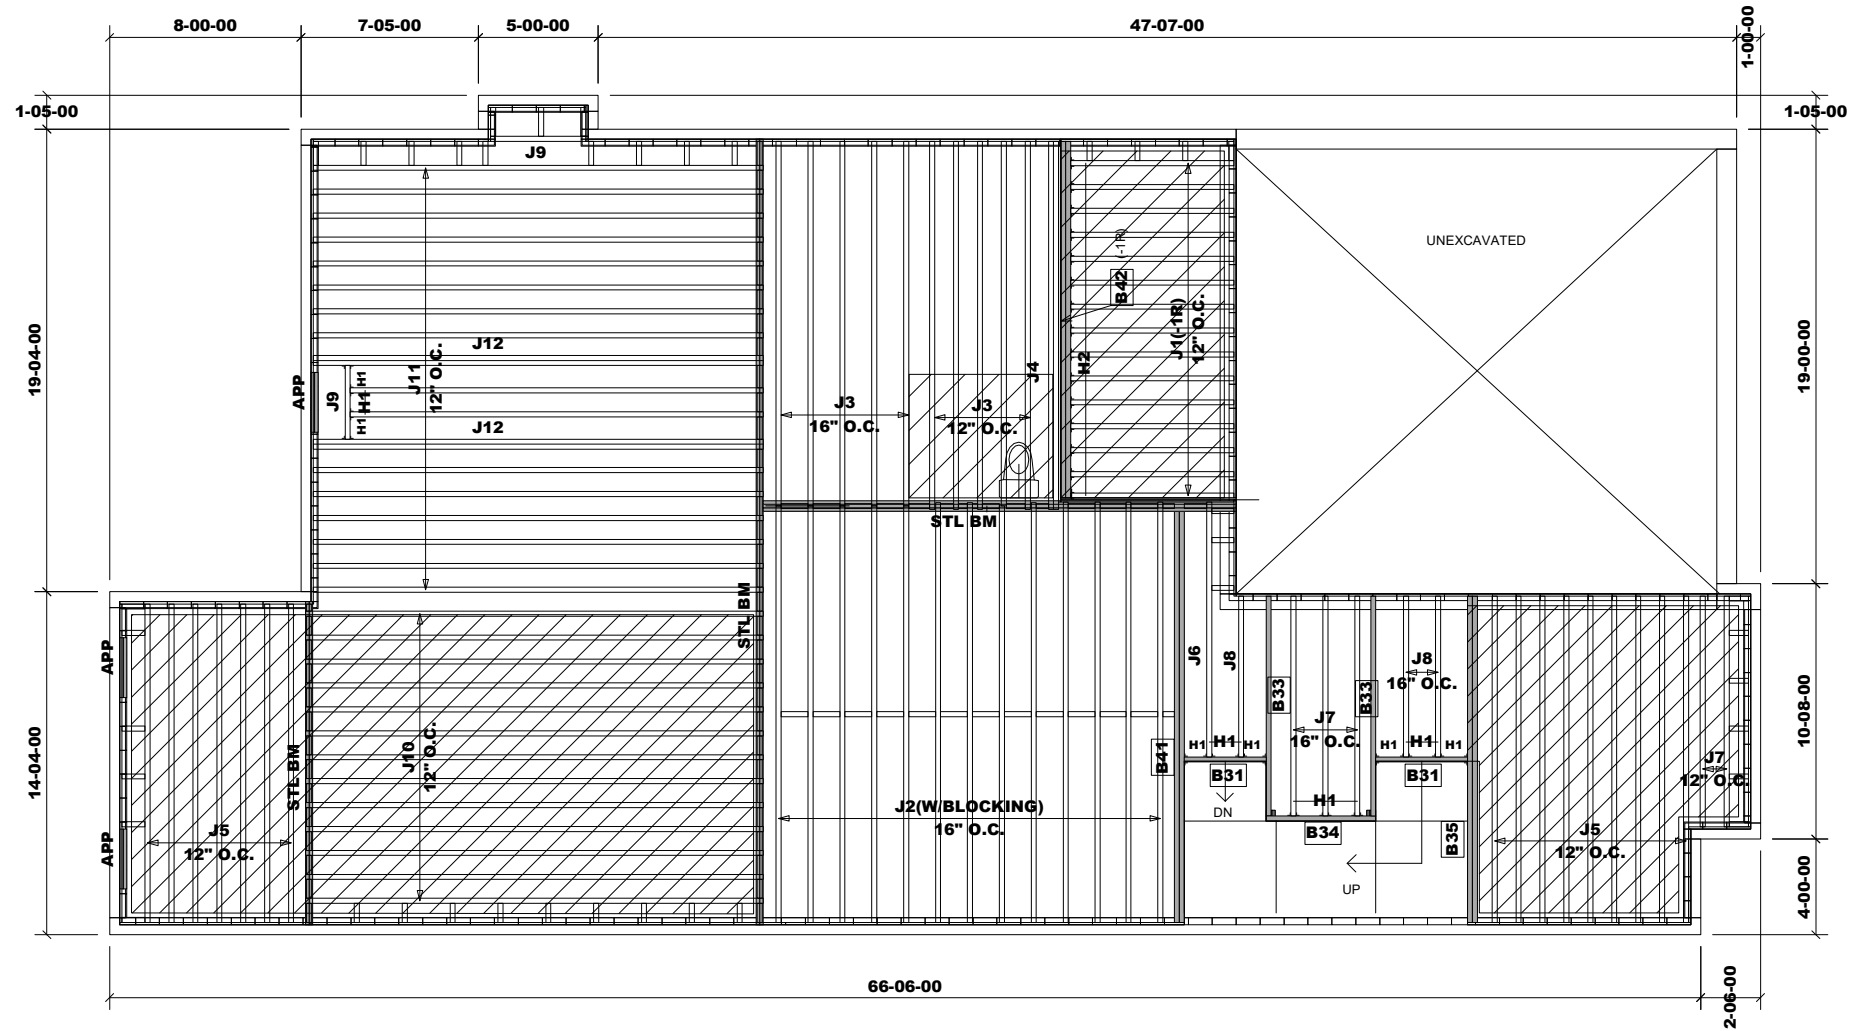 8-00-00
7-05-00
5-00-00
47-07-00
1-00-00
1-05-00
1-05-00
J9
UNEXCAVATED
(-1R)
B42
J1(-1R)
12" O.C.
19-04-00
19-00-00
J12
J11
12" O.C.
APP
J9
H1
H1
H1
J12
J3
16" O.C.
J3
12" O.C.
J4
H2
STL BM
STL BM
APP
J6
J8
B33
B33
J8
16" O.C.
J7
16" O.C.
H1
H1
H1
H1
H1
H1
B41
B31
B31
DN
H1
B34
B35
UP
J7
12" O.C.
10-08-00
14-04-00
STL BM
J10
12" O.C.
J2(W/BLOCKING)
16" O.C.
APP
J5
12" O.C.
J5
12" O.C.
4-00-00
66-06-00
2-06-00